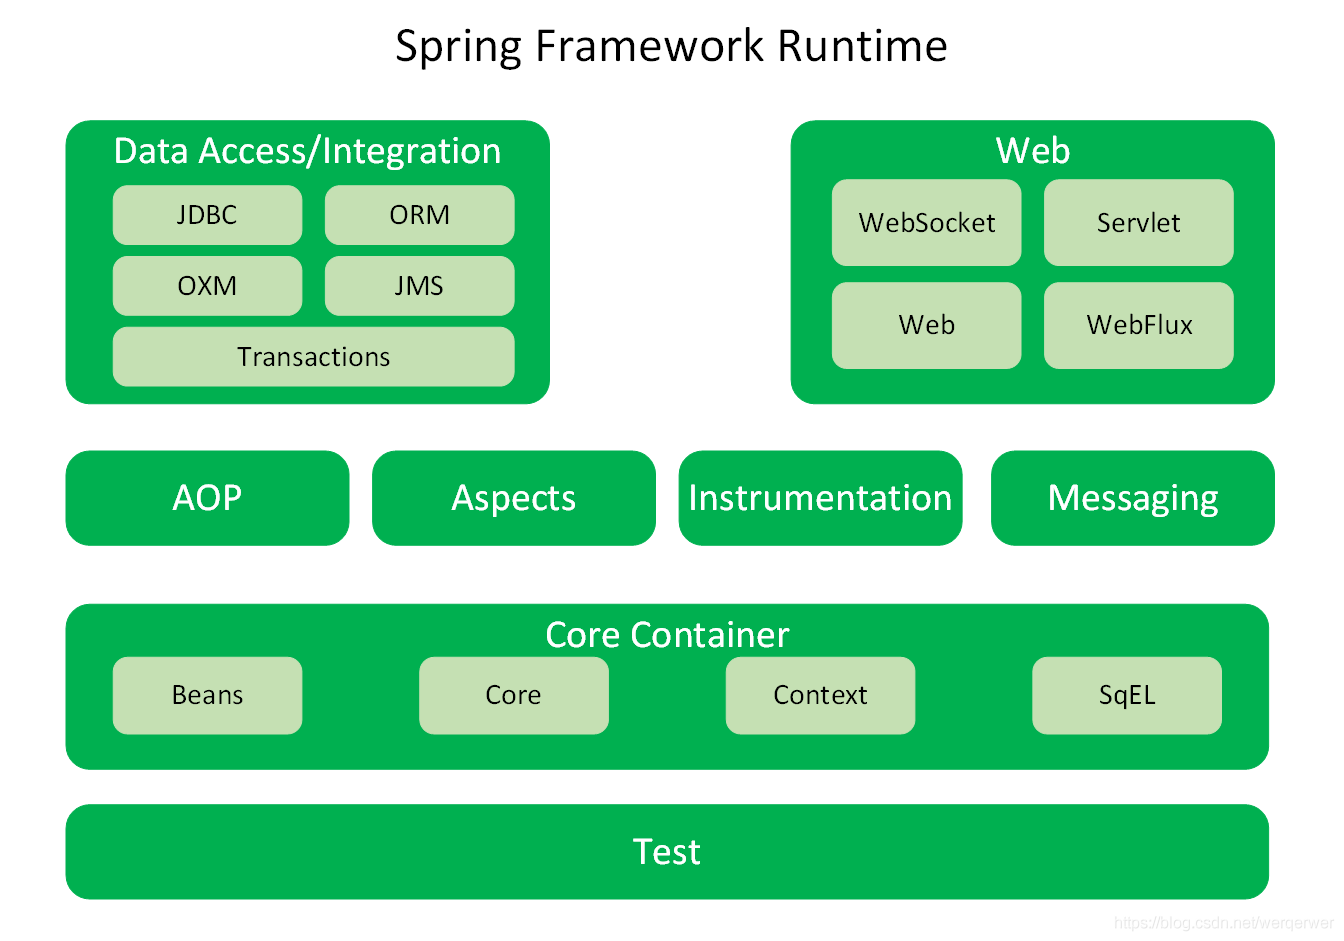 Spring Framework Runtime
Data Access/Integration
JDBC
ORM
OXM
JMS
Transactions
Web
WebSocket
Servlet
Web
WebFlux
AOP
Aspects
Instrumentation
Messaging
Core Container
Beans
Core
Context
SqEL
Test
https://blog.csdn.net/werqerwer